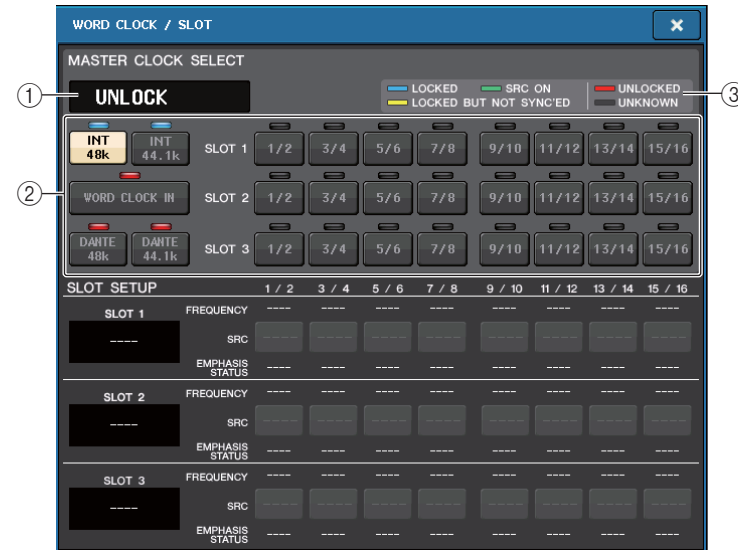 WORD CLOCK / SLOT
×
MASTER CLOCK SELECT
① UNLOCK LOCKED SRC ON UNLOCKED ③
LOCKED BUT NOT SYNC'ED UNKNOWN
INT 48k INT 44.1k SLOT 1 1/2 3/4 5/6 7/8 9/10 11/12 13/14 15/16
② WORD CLOCK IN SLOT 2 1/2 3/4 5/6 7/8 9/10 11/12 13/14 15/16
DANTE 48k DANTE 44.1k SLOT 3 1/2 3/4 5/6 7/8 9/10 11/12 13/14 15/16
SLOT SETUP 1 / 2 3 / 4 5 / 6 7 / 8 9 / 10 11 / 12 13 / 14 15 / 16
SLOT 1 FREQUENCY ---- ---- ---- ---- ---- ---- ---- ----
---- SRC ---- ---- ---- ---- ---- ---- ---- ----
EMPHASIS STATUS ---- ---- ---- ---- ---- ---- ---- ----
SLOT 2 FREQUENCY ---- ---- ---- ---- ---- ---- ---- ----
---- SRC ---- ---- ---- ---- ---- ---- ---- ----
EMPHASIS STATUS ---- ---- ---- ---- ---- ---- ---- ----
SLOT 3 FREQUENCY ---- ---- ---- ---- ---- ---- ---- ----
---- SRC ---- ---- ---- ---- ---- ---- ---- ----
EMPHASIS STATUS ---- ---- ---- ---- ---- ---- ---- ----